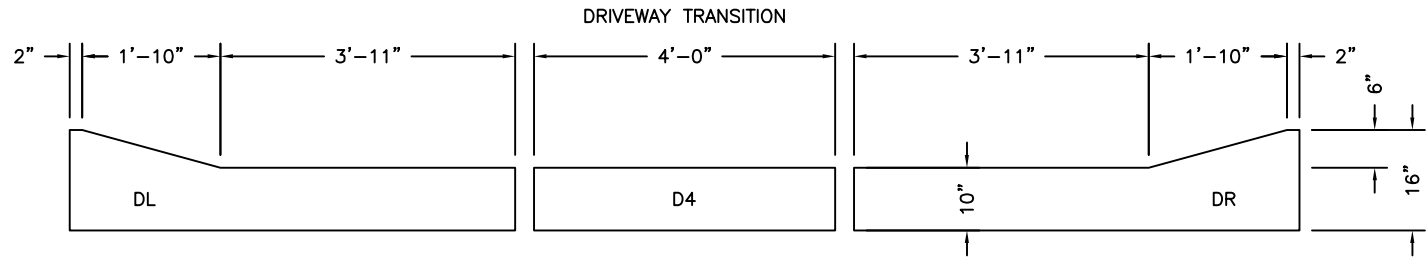 DRIVEWAY TRANSITION
2" 1'-10" 3'-11" 4'-0" 3'-11" 1'-10" 2"
6"
16"
10"
DL D4 DR